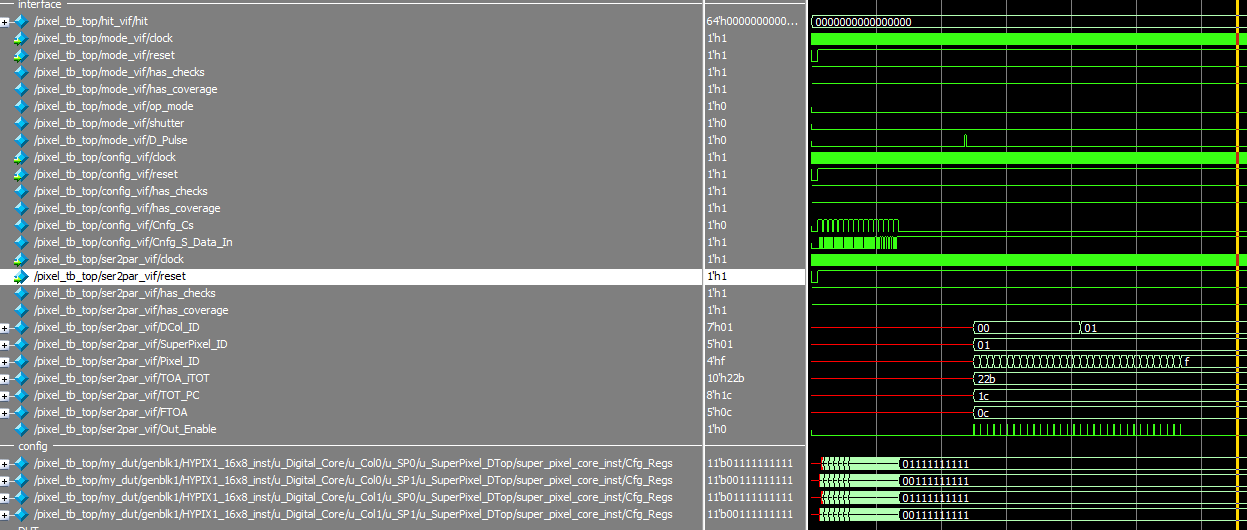 interface
/pixel_tb_top/hit_vif/hit 64'h0000000000... 0000000000000000
/pixel_tb_top/mode_vif/clock 1'h1
/pixel_tb_top/mode_vif/reset 1'h1
/pixel_tb_top/mode_vif/has_checks 1'h1
/pixel_tb_top/mode_vif/has_coverage 1'h1
/pixel_tb_top/mode_vif/op_mode 1'h0
/pixel_tb_top/mode_vif/shutter 1'h0
/pixel_tb_top/mode_vif/D_Pulse 1'h0
/pixel_tb_top/config_vif/clock 1'h1
/pixel_tb_top/config_vif/reset 1'h1
/pixel_tb_top/config_vif/has_checks 1'h1
/pixel_tb_top/config_vif/has_coverage 1'h1
/pixel_tb_top/config_vif/Cnfg_Cs 1'h0
/pixel_tb_top/config_vif/Cnfg_S_Data_In 1'h1
/pixel_tb_top/ser2par_vif/clock 1'h1
/pixel_tb_top/ser2par_vif/reset 1'h1
/pixel_tb_top/ser2par_vif/has_checks 1'h1
/pixel_tb_top/ser2par_vif/has_coverage 1'h1
/pixel_tb_top/ser2par_vif/DCol_ID 7'h01 00 01
/pixel_tb_top/ser2par_vif/SuperPixel_ID 5'h01 01
/pixel_tb_top/ser2par_vif/Pixel_ID 4'hf f
/pixel_tb_top/ser2par_vif/TOA_iTOT 10'h22b 22b
/pixel_tb_top/ser2par_vif/TOT_PC 8'h1c 1c
/pixel_tb_top/ser2par_vif/FTOA 5'h0c 0c
/pixel_tb_top/ser2par_vif/Out_Enable 1'h0
config
/pixel_tb_top/my_dut/genblk1/HYPIX1_16x8_inst/u_Digital_Core/u_Col0/u_SP0/u_SuperPixel_DTop/super_pixel_core_inst/Cfg_Regs 11'b01111111111 01111111111
/pixel_tb_top/my_dut/genblk1/HYPIX1_16x8_inst/u_Digital_Core/u_Col0/u_SP1/u_SuperPixel_DTop/super_pixel_core_inst/Cfg_Regs 11'b00111111111 00111111111
/pixel_tb_top/my_dut/genblk1/HYPIX1_16x8_inst/u_Digital_Core/u_Col1/u_SP0/u_SuperPixel_DTop/super_pixel_core_inst/Cfg_Regs 11'b01111111111 01111111111
/pixel_tb_top/my_dut/genblk1/HYPIX1_16x8_inst/u_Digital_Core/u_Col1/u_SP1/u_SuperPixel_DTop/super_pixel_core_inst/Cfg_Regs 11'b00111111111 00111111111